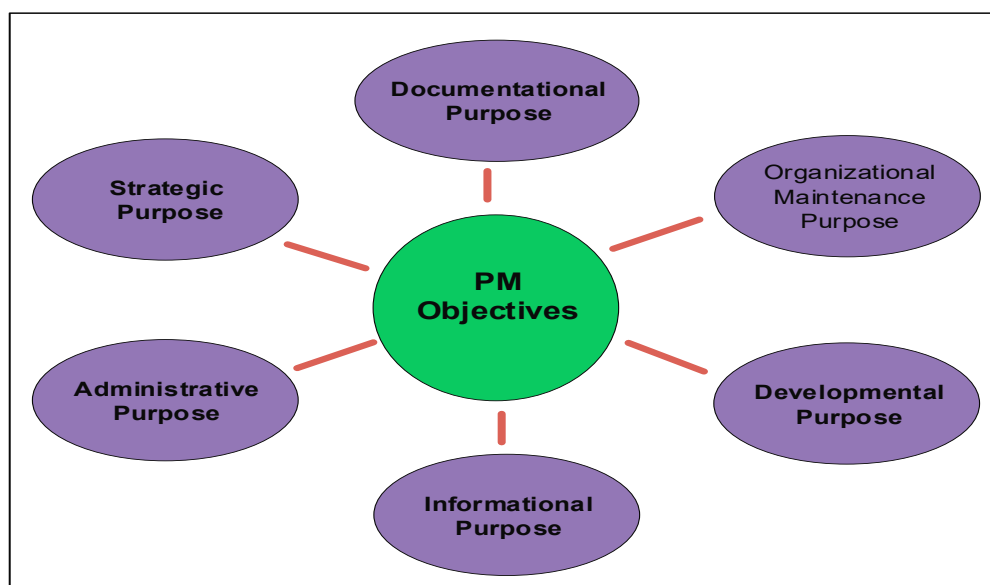 Documentational
Purpose
Strategic
Purpose
Organizational
Maintenance
Purpose
PM
Objectives
Administrative
Purpose
Developmental
Purpose
Informational
Purpose